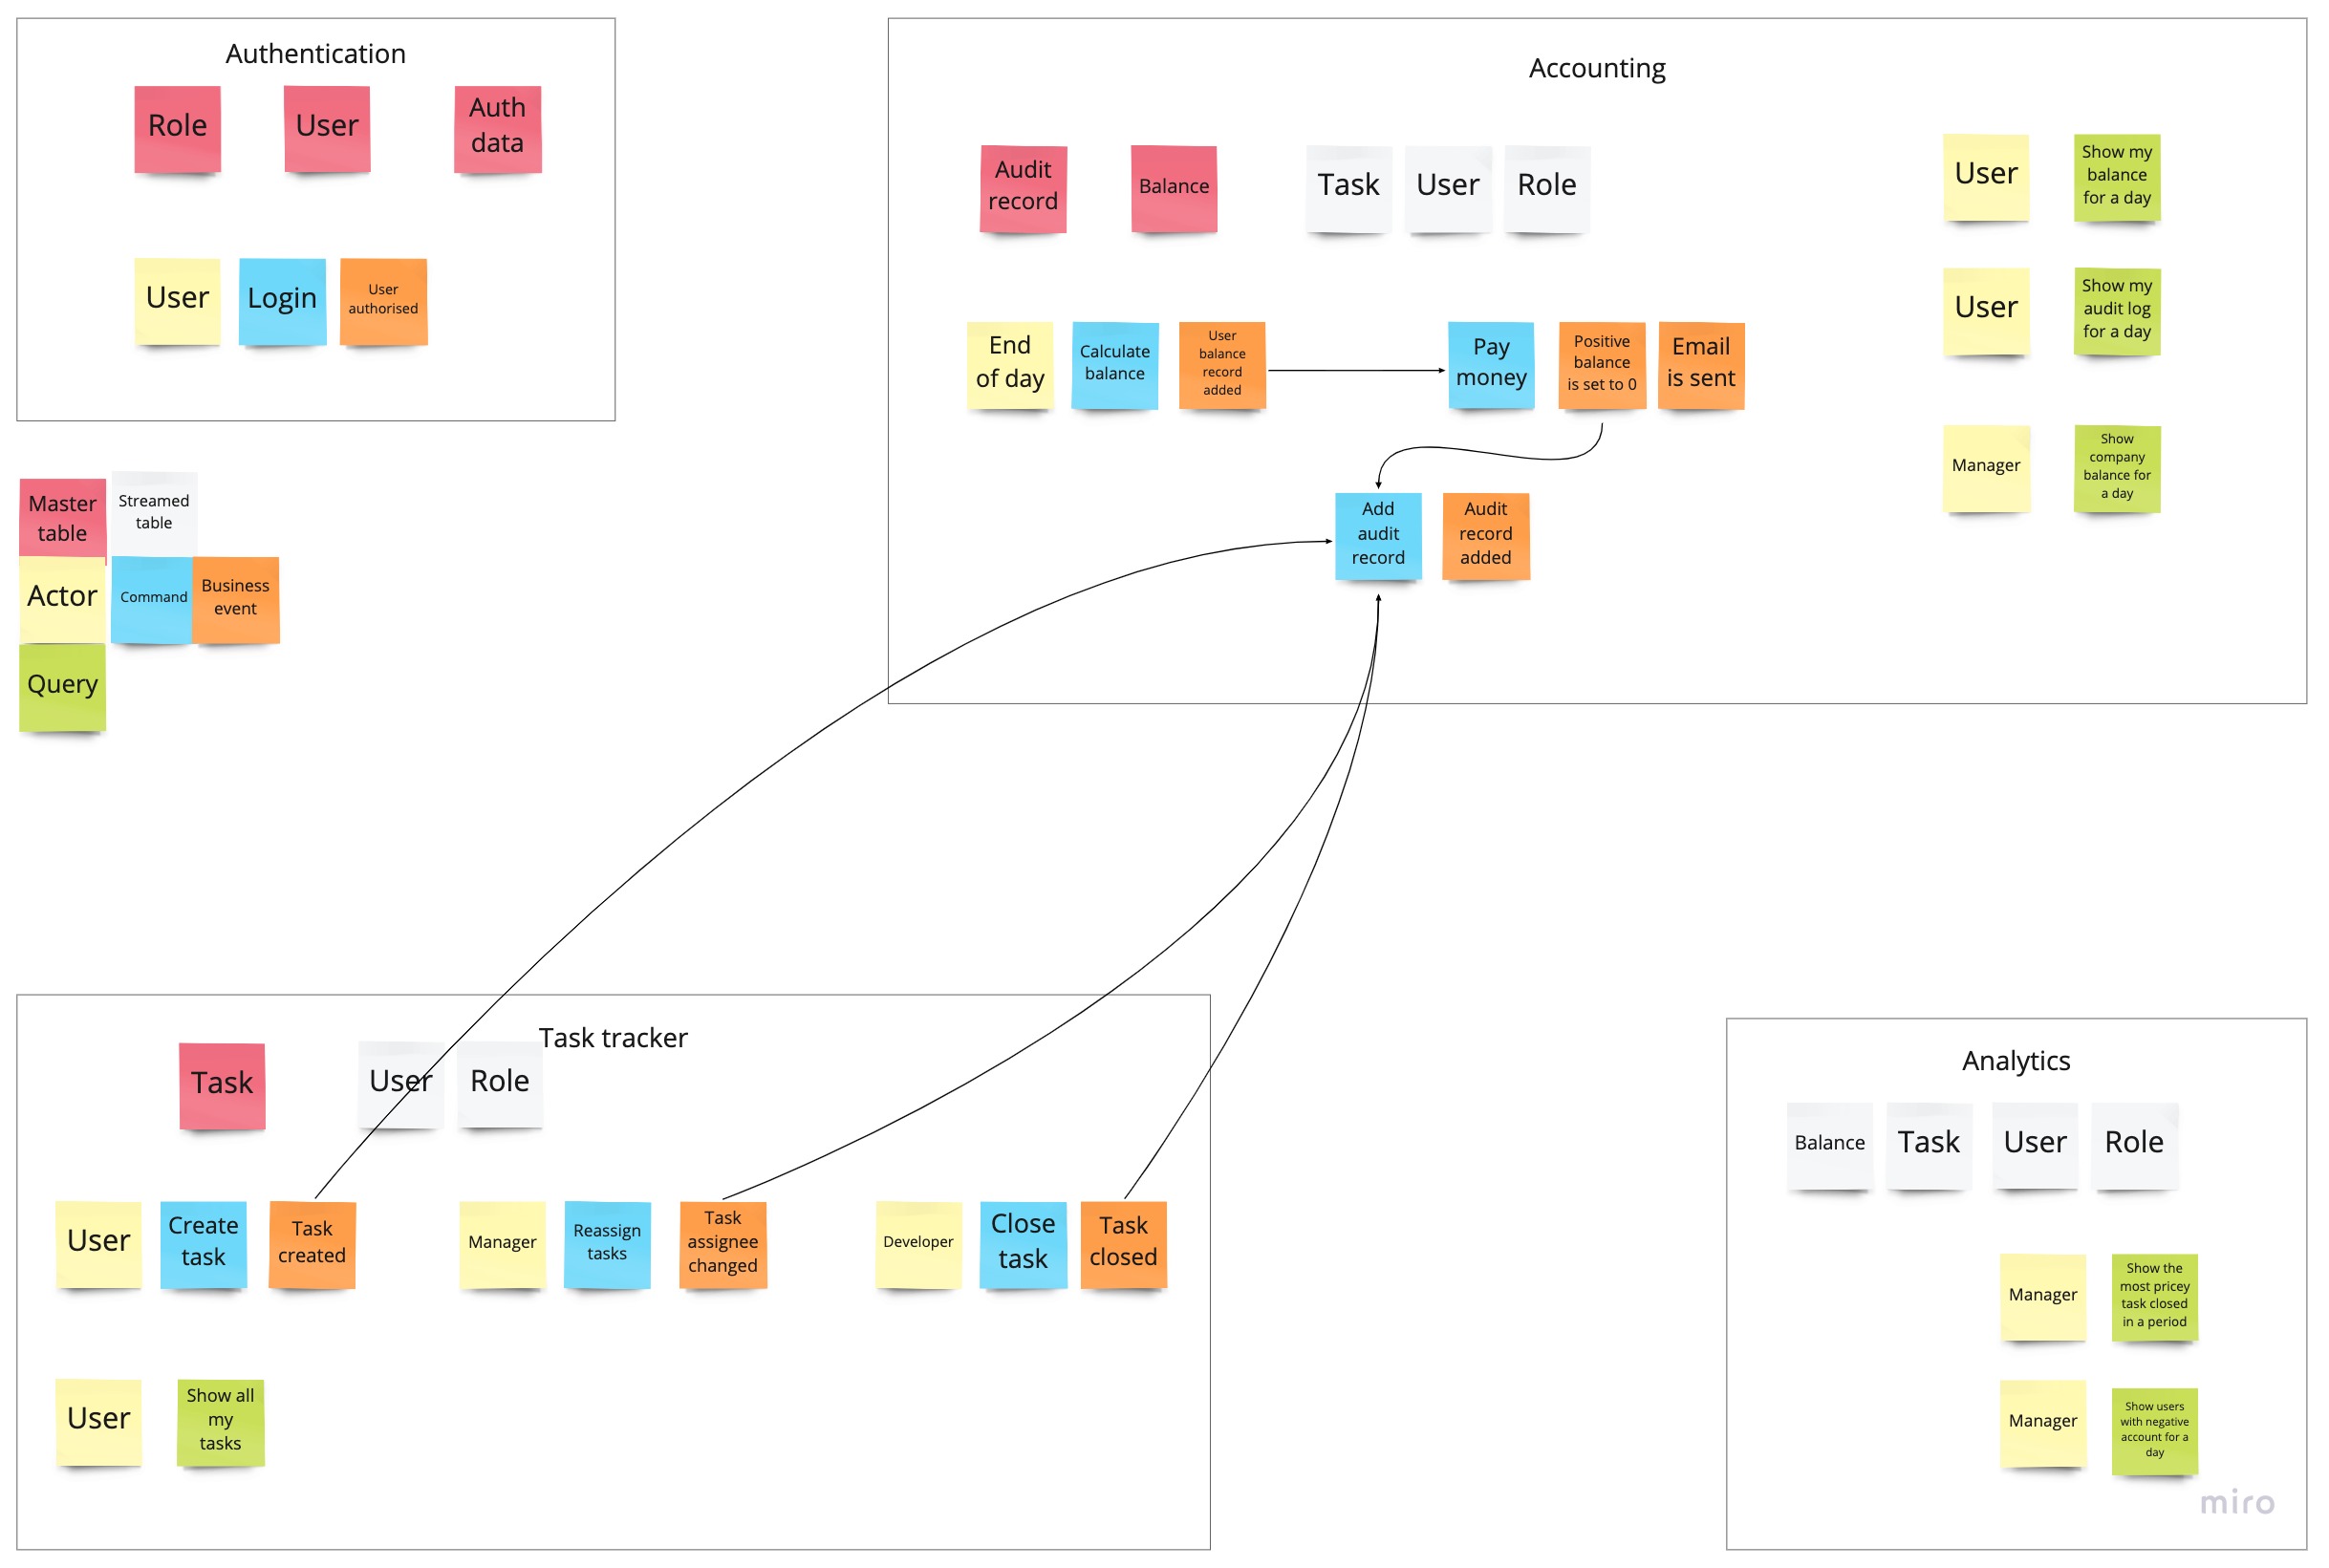 Authentication
Role
User
Auth
data
User
Login
User
authorised
Master
table
Streamed
table
Actor
Command
Business
event
Query
Accounting
Audit
record
Balance
Task
User
Role
End
of day
Calculate
balance
User
balance
record
added
Pay
money
Positive
balance
is set to 0
Email
is sent
Add
audit
record
Audit
record
added
User
Show my
balance
for a day
User
Show my
audit log
for a day
Manager
Show
company
balance for
a day
Task tracker
Task
User
Role
User
Create
task
Task
created
Manager
Reassign
tasks
Task
assignee
changed
Developer
Close
task
Task
closed
User
Show all
my
tasks
Analytics
Balance
Task
User
Role
Manager
Show the
most pricey
task closed
in a period
Manager
Show users
with negative
account for a
day
miro